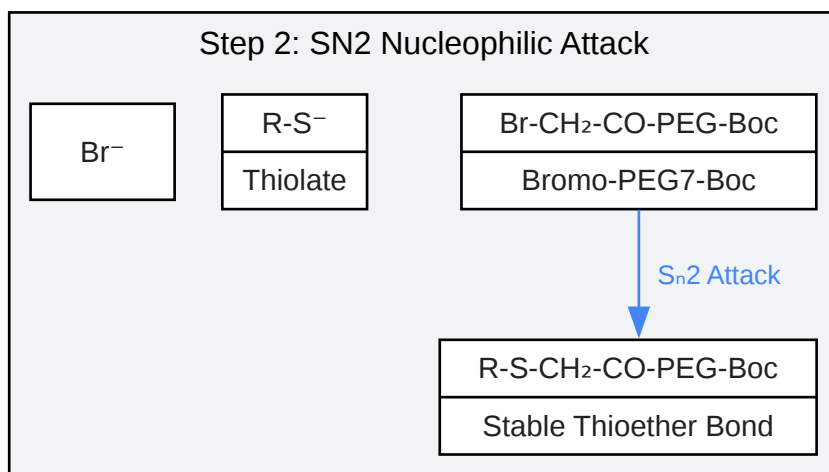 Step 2: SN2 Nucleophilic Attack
Br⁻
R-S⁻
Thiolate
Br-CH₂-CO-PEG-Boc
Bromo-PEG7-Boc
Sₙ2 Attack
R-S-CH₂-CO-PEG-Boc
Stable Thioether Bond